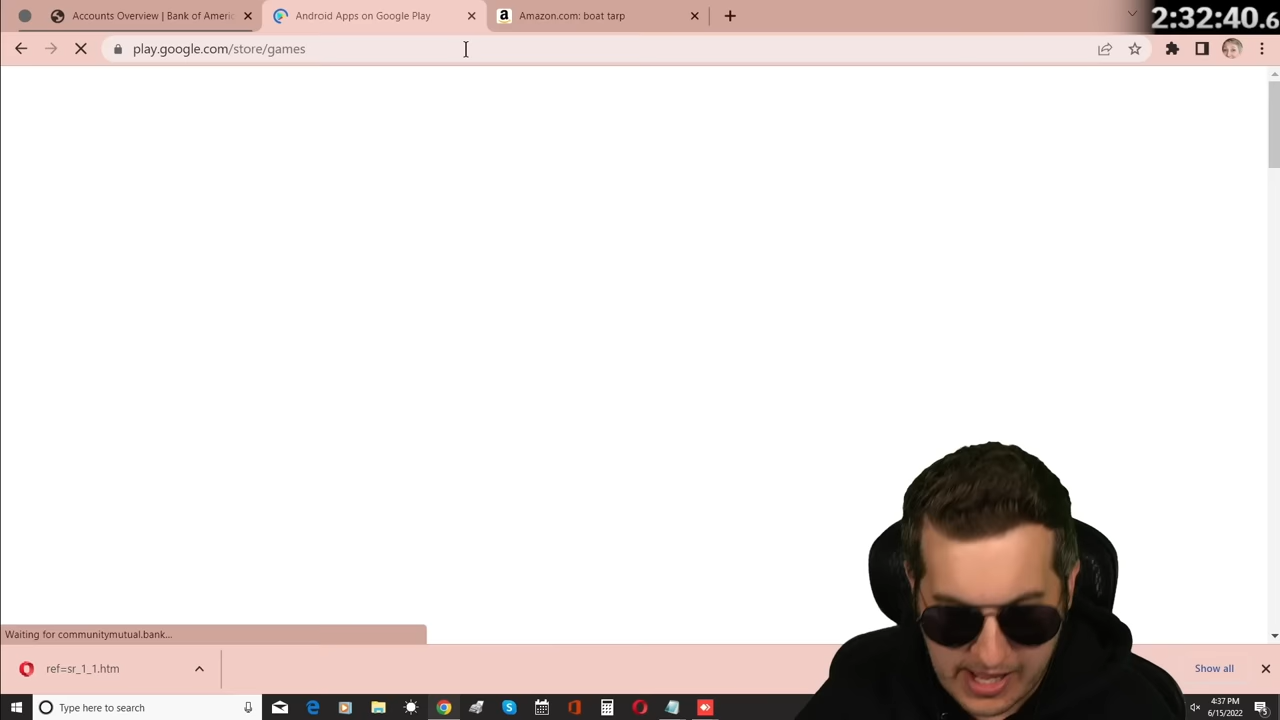 Accounts Overview | Bank of Ameri
Android Apps on Google Play
Amazon.com: boat tarp
2:32:40.6
play.google.com/store/games
Waiting for communitymutual.bank...
ref=sr_1_1.htm
Show all
Type here to search
4:37 PM
6/15/2022
5